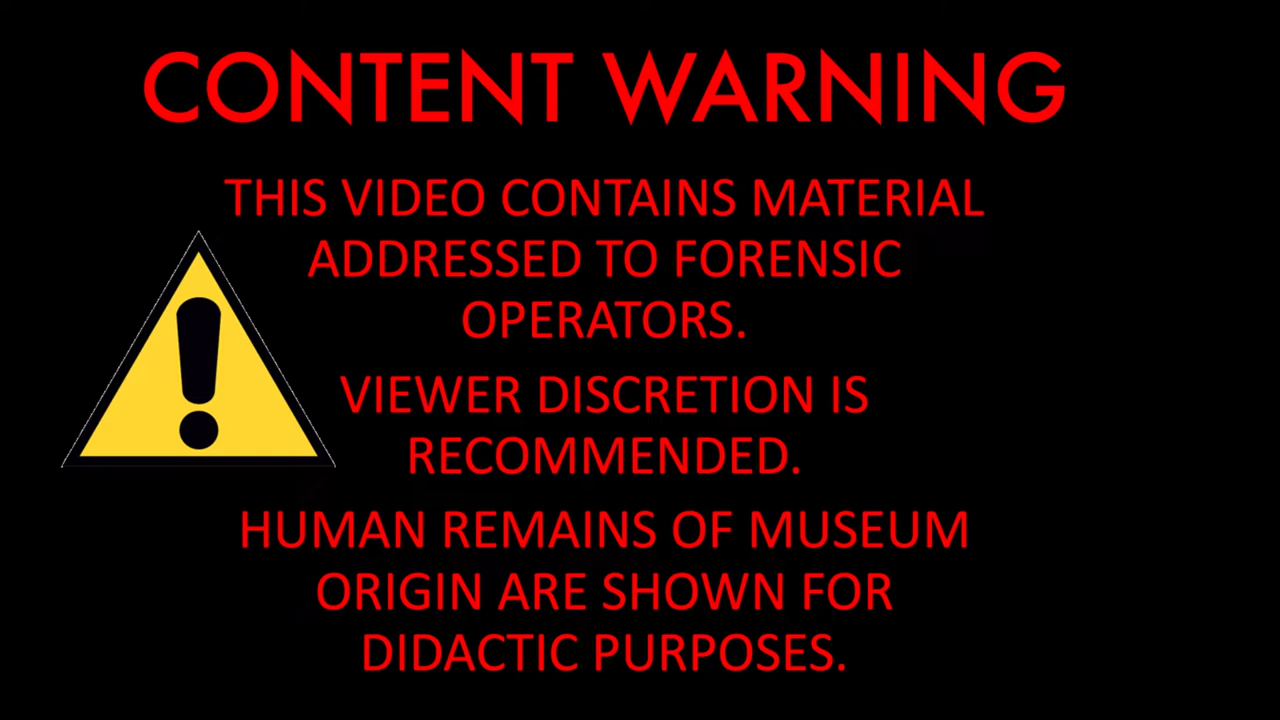 CONTENT WARNING
THIS VIDEO CONTAINS MATERIAL
ADDRESSED TO FORENSIC
OPERATORS.
VIEWER DISCRETION IS
RECOMMENDED.
HUMAN REMAINS OF MUSEUM
ORIGIN ARE SHOWN FOR
DIDACTIC PURPOSES.